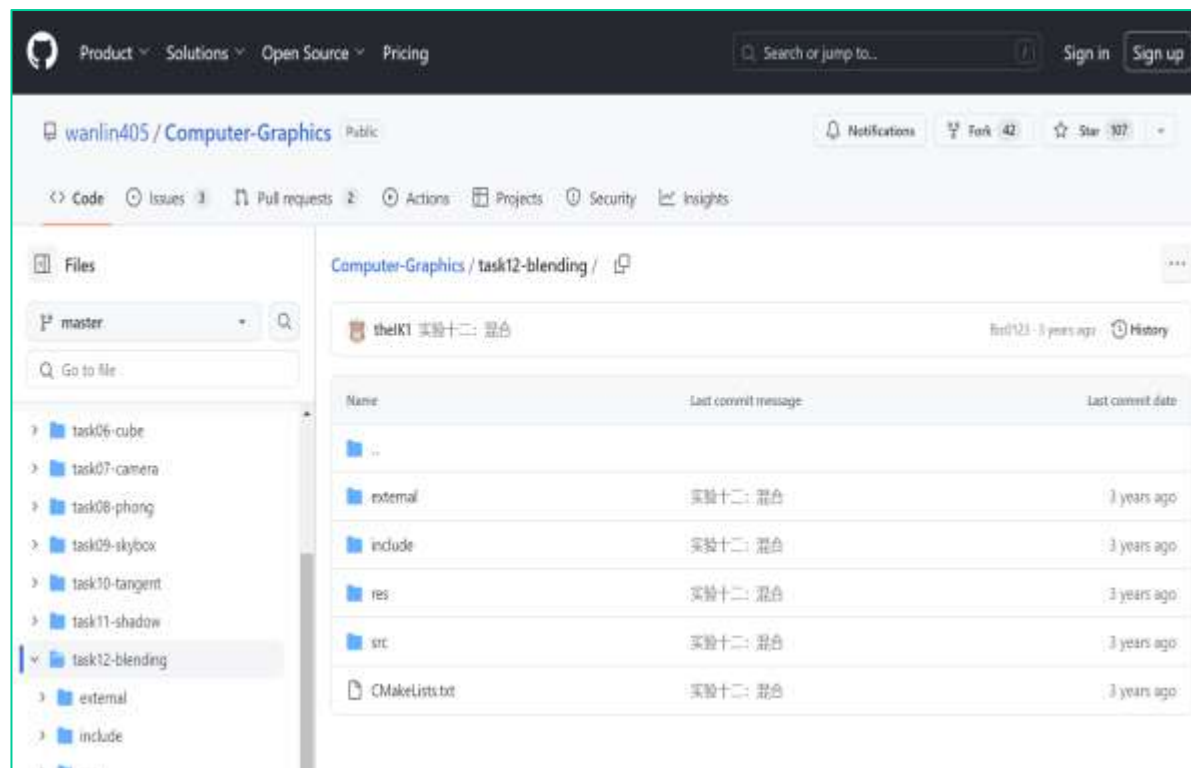 Product Solutions Open Source Pricing Search or jump to... / Sign in Sign up
wanlin405 / Computer-Graphics Public Notifications Fork 42 Star 107
Code Issues 3 Pull requests 2 Actions Projects Security Insights
Files
master
Go to file
task06-cube
task07-camera
task08-phong
task09-skybox
task10-tangent
task11-shadow
task12-blending
external
include
Computer-Graphics / task12-blending /
...
theIK1 实验十二：混合 3 years ago History
Name Last commit message Last commit date
..
external 实验十二：混合 3 years ago
include 实验十二：混合 3 years ago
res 实验十二：混合 3 years ago
src 实验十二：混合 3 years ago
CMakeLists.txt 实验十二：混合 3 years ago